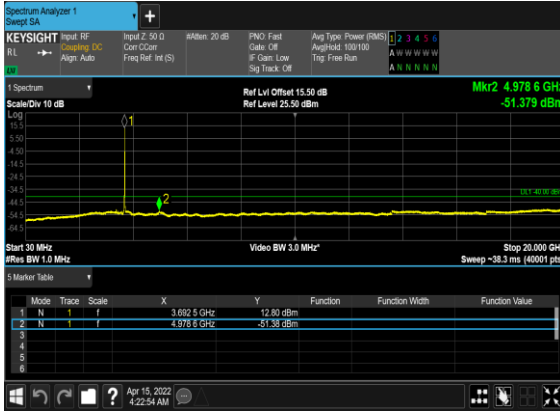 Spectrum Analyzer 1
Swept SA
+
KEYSIGHT Input: RF Input Z: 50 Ω #Atten: 20 dB PNO: Fast Avg Type: Power (RMS) 1 2 3 4 5 6
RL Coupling: DC Corr CCorr Gate: Off Avg|Hold: 100/100 A W W W W W
Align: Auto Freq Ref: Int (S) IF Gain: Low Trig: Free Run
Sig Track: Off A N N N N N
1 Spectrum Ref Lvl Offset 15.50 dB Mkr2 4.978 6 GHz
Scale/Div 10 dB Ref Level 25.50 dBm -51.379 dBm
Log
15.5
5.50
-4.50
-14.5
-24.5
-34.5
-44.5
-54.5
-64.5
1
2
DL1 -40.00 dBm
Start 30 MHz Video BW 3.0 MHz* Stop 20.000 GHz
#Res BW 1.0 MHz Sweep ~38.3 ms (40001 pts)
5 Marker Table
Mode Trace Scale X Y Function Function Width Function Value
1 N 1 f 3.692 5 GHz 12.80 dBm
2 N 1 f 4.978 6 GHz -51.38 dBm
3
4
5
6
? Apr 15, 2022
4:22:54 AM